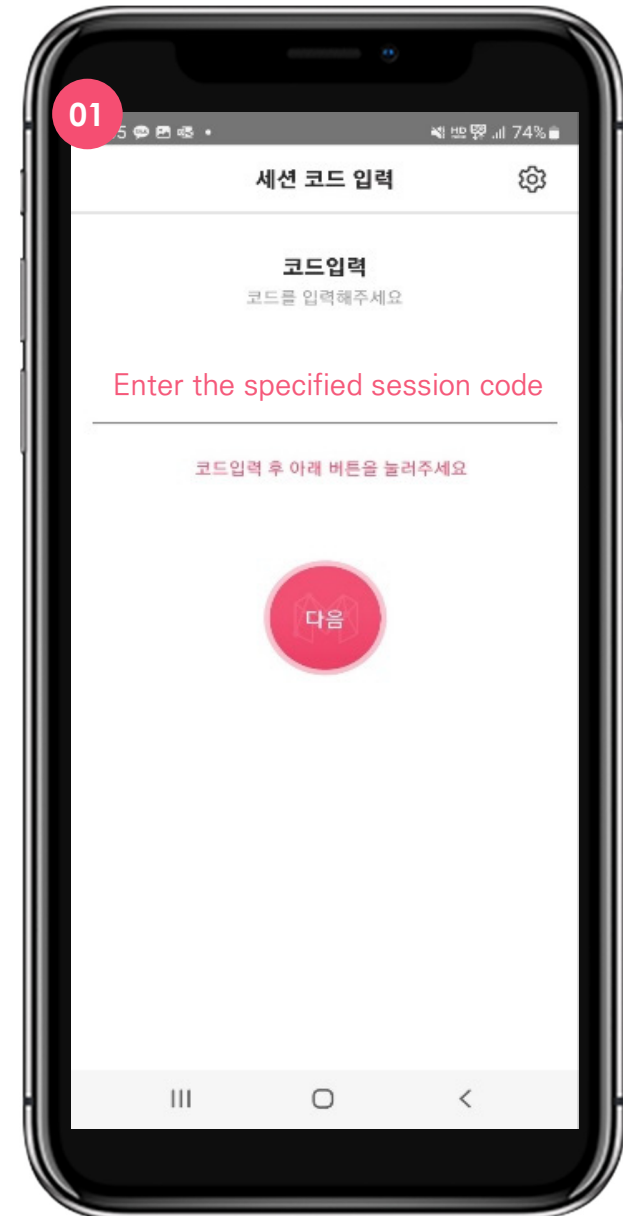 01
5
74%
세션 코드 입력
코드입력
코드를 입력해주세요
Enter the specified session code
코드입력 후 아래 버튼을 눌러주세요
다음